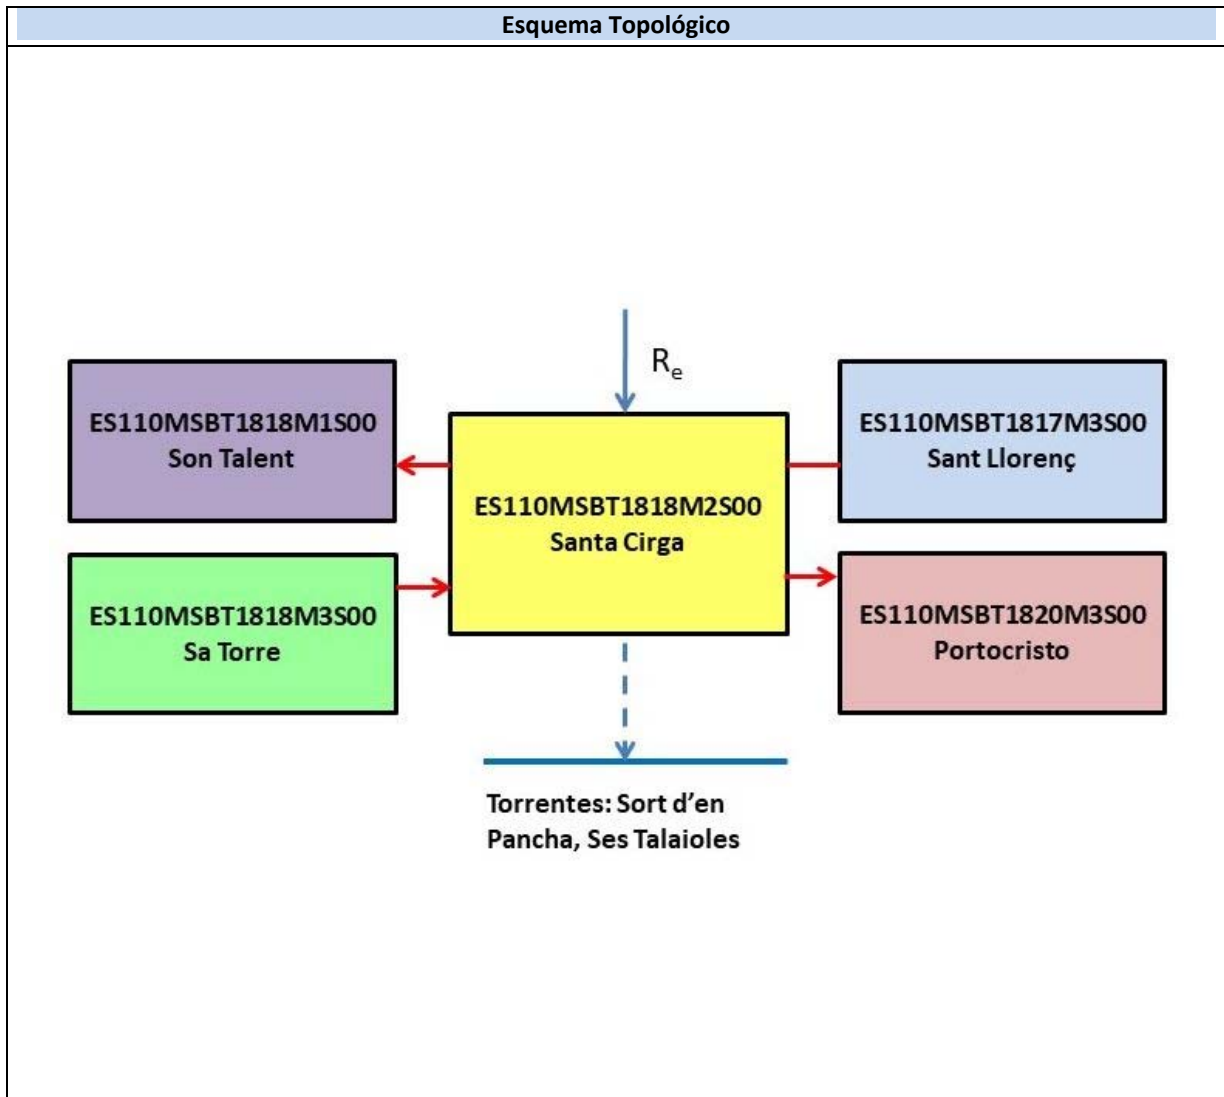 Esquema Topológico
R_e
ES110MSBT1818M1S00
Son Talent
ES110MSBT1817M3S00
Sant Llorenç
ES110MSBT1818M2S00
Santa Cirga
ES110MSBT1818M3S00
Sa Torre
ES110MSBT1820M3S00
Portocristo
Torrentes: Sort d’en
Pancha, Ses Talaioles